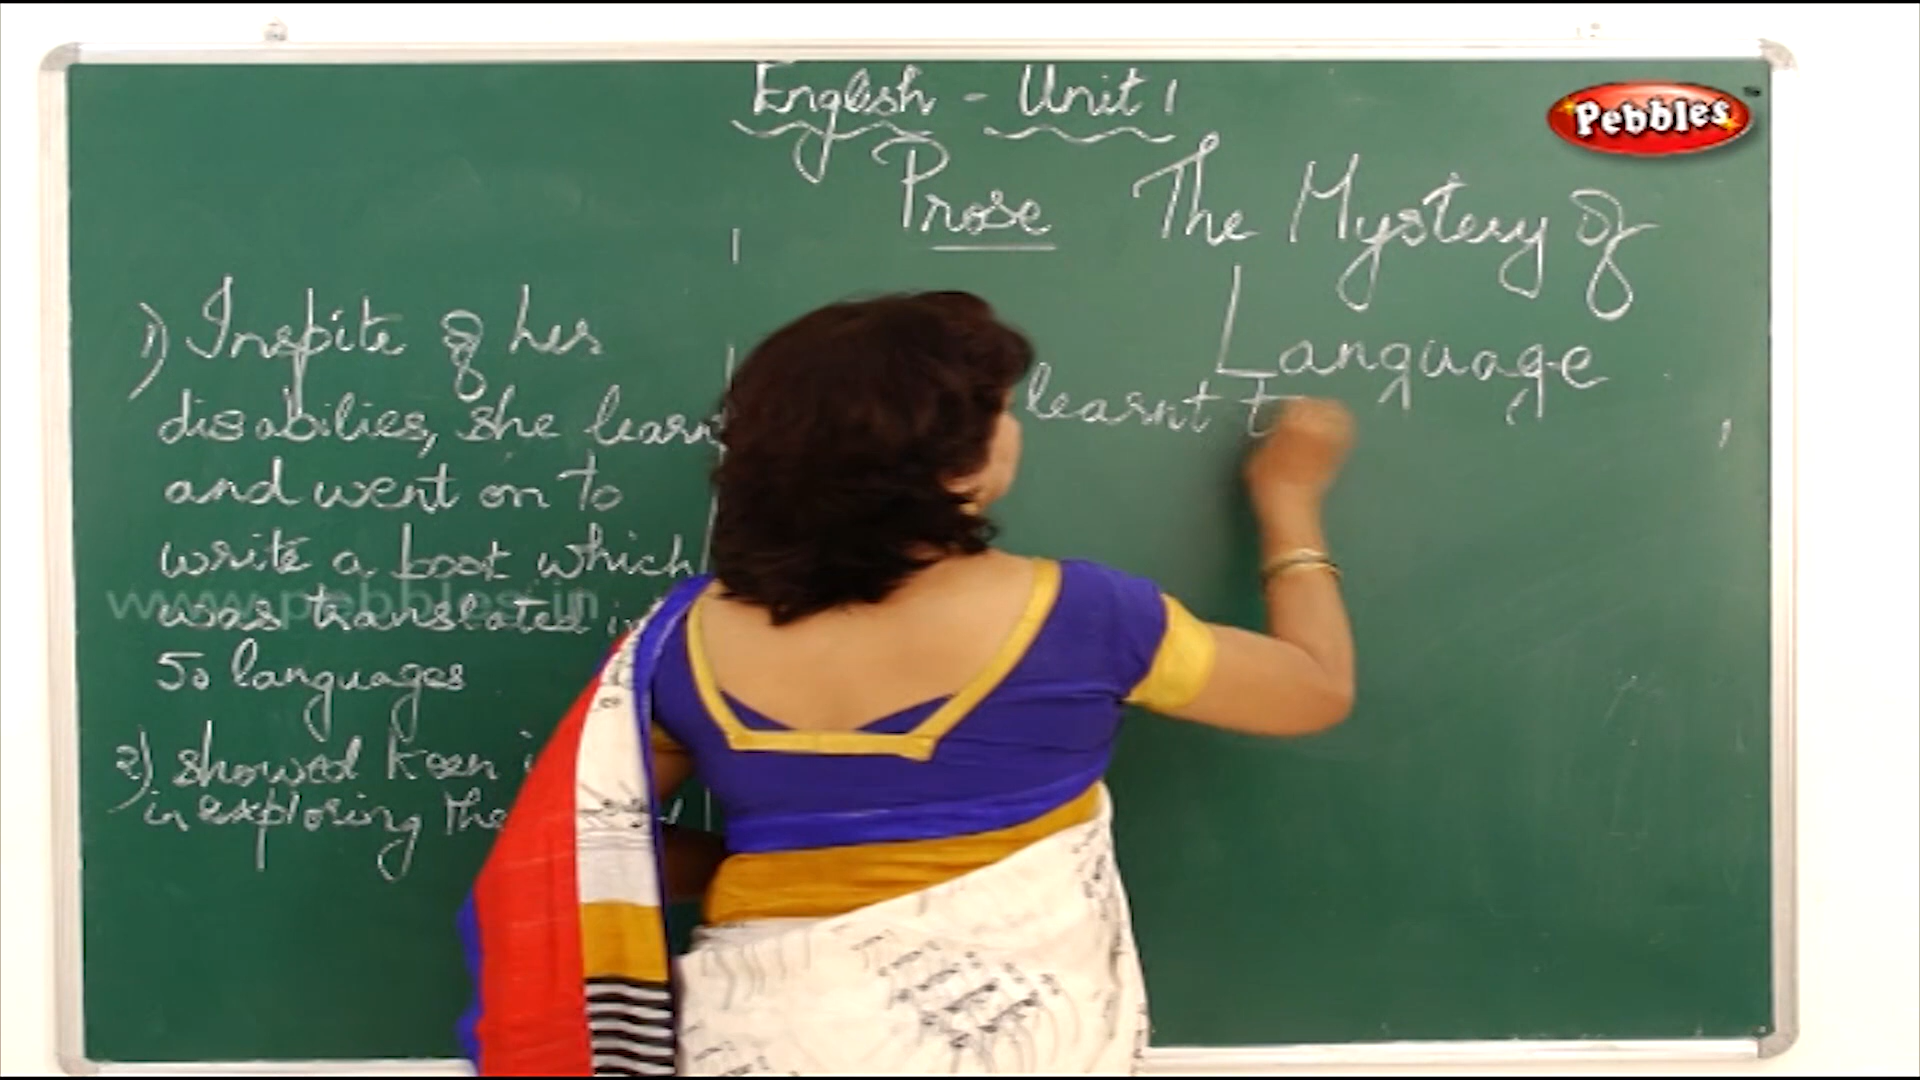 English - Unit 1
Pebbles
Prose The Mystery of
Language
1) Inspite of her
disabilies, she learnt
and went on to
write a book which
was translated in
50 languages
2) showed keen
in exploring the
learnt
www.pebbles.in